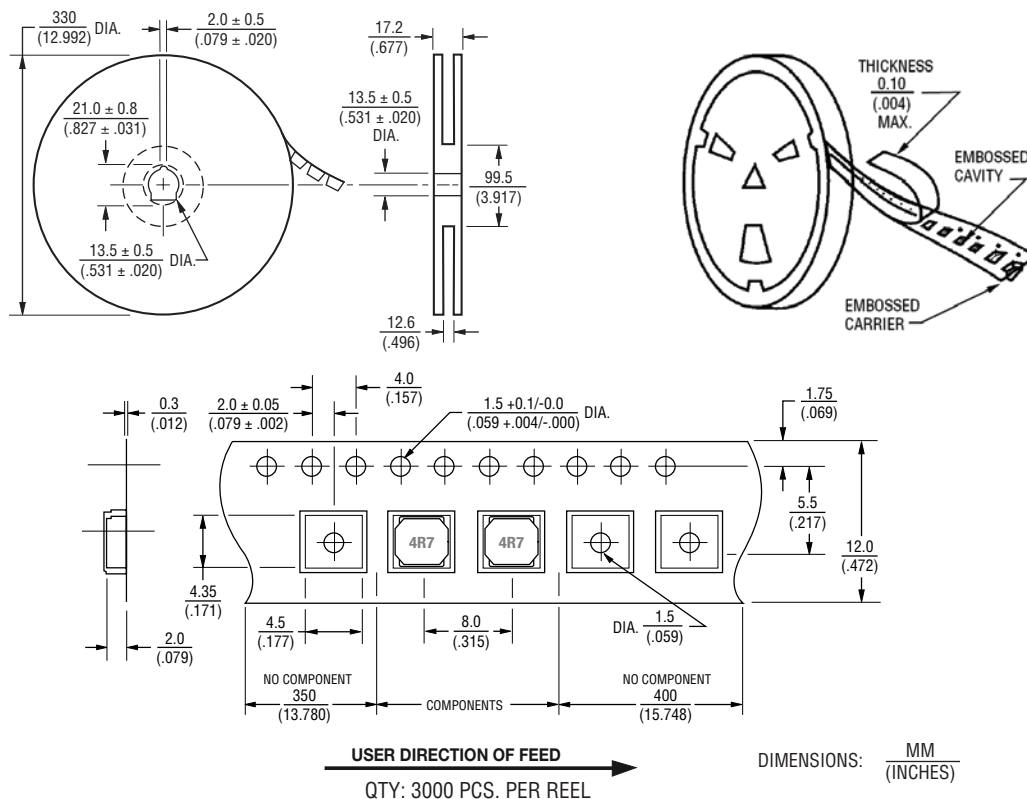 330
(12.992) DIA.
2.0 ± 0.5
(.079 ± .020)
17.2
(.677)
21.0 ± 0.8
(.827 ± .031)
13.5 ± 0.5
(.531 ± .020)
DIA.
99.5
(3.917)
13.5 ± 0.5
(.531 ± .020) DIA.
12.6
(.496)
THICKNESS
0.10
(.004)
MAX.
EMBOSSED
CAVITY
EMBOSSED
CARRIER
0.3
(.012)
2.0 ± 0.05
(.079 ± .002)
4.0
(.157)
1.5 +0.1/-0.0
(.059 +.004/-.000) DIA.
1.75
(.069)
5.5
(.217)
12.0
(.472)
4R7
4R7
4.35
(.171)
2.0
(.079)
4.5
(.177)
8.0
(.315)
DIA. 1.5
(.059)
NO COMPONENT
350
(13.780)
COMPONENTS
NO COMPONENT
400
(15.748)
USER DIRECTION OF FEED
QTY: 3000 PCS. PER REEL
DIMENSIONS: MM
(INCHES)